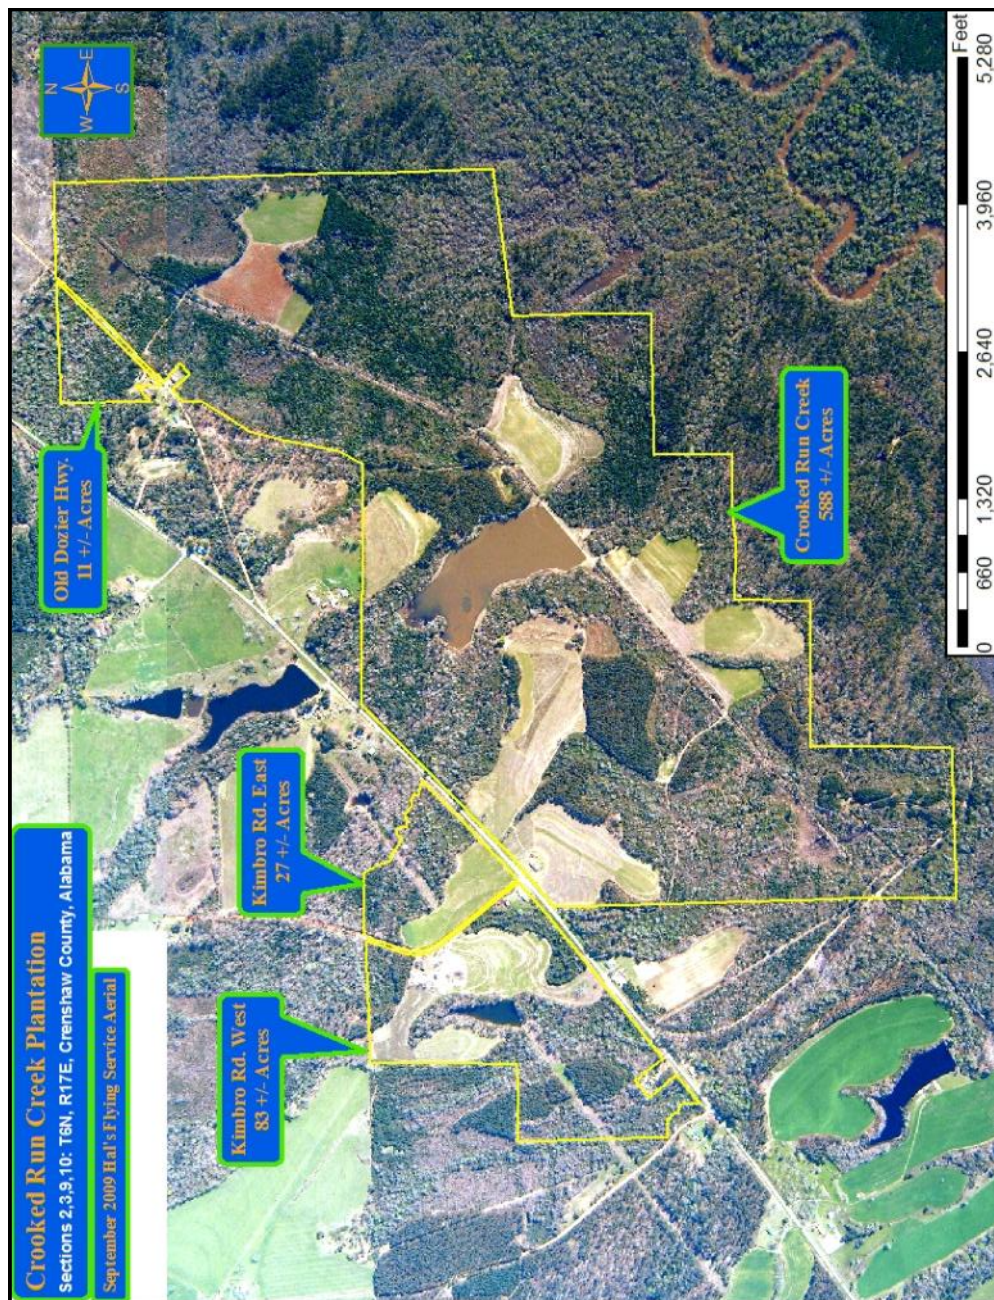 Crooked Run Creek Plantation
Sections 2,3,9,10: T6N, R17E, Crenshaw County, Alabama
September 2009 Hal's Flying Service Aerial
Kimbro Rd. West
83 +/- Acres
Kimbro Rd. East
27 +/- Acres
Old Dozier Hwy.
11 +/- Acres
Crooked Run Creek
588 +/- Acres
N
W
E
S
0
660
1,320
2,640
3,960
5,280
Feet